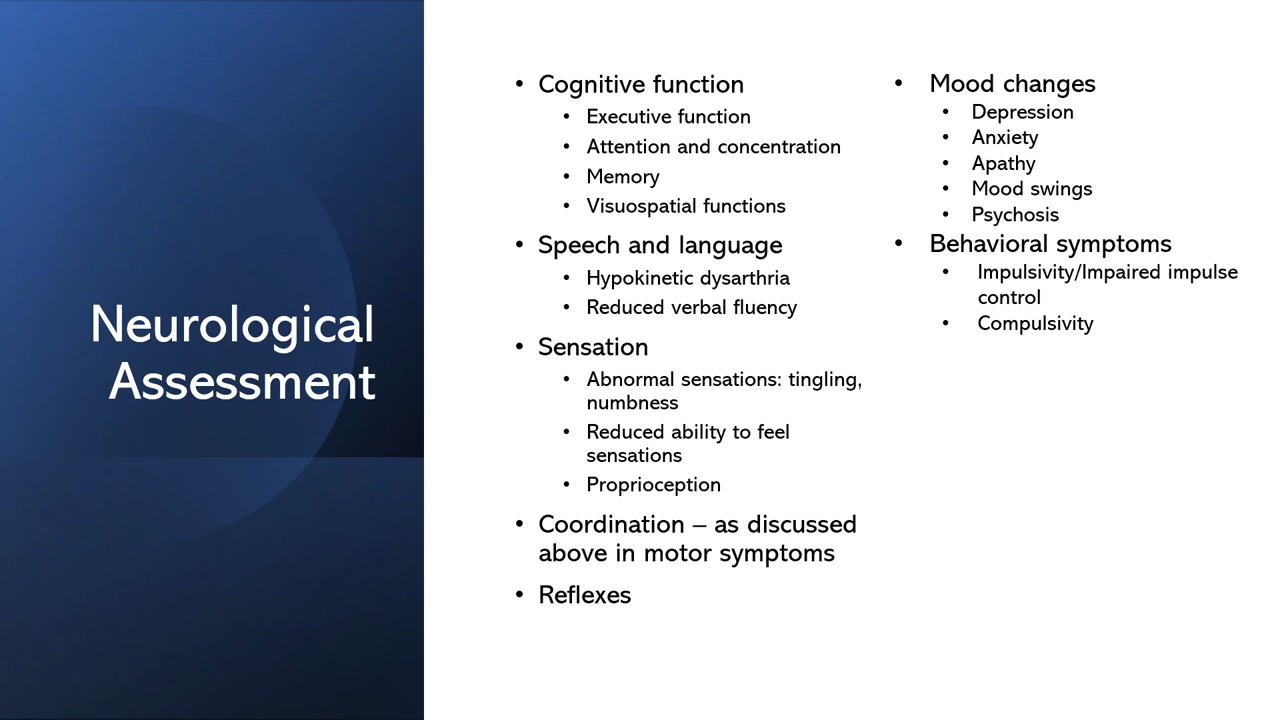 Neurological
Assessment
• Cognitive function
• Executive function
• Attention and concentration
• Memory
• Visuospatial functions
• Speech and language
• Hypokinetic dysarthria
• Reduced verbal fluency
• Sensation
• Abnormal sensations: tingling,
numbness
• Reduced ability to feel
sensations
• Proprioception
• Coordination – as discussed
above in motor symptoms
• Reflexes
• Mood changes
• Depression
• Anxiety
• Apathy
• Mood swings
• Psychosis
• Behavioral symptoms
• Impulsivity/Impaired impulse
control
• Compulsivity